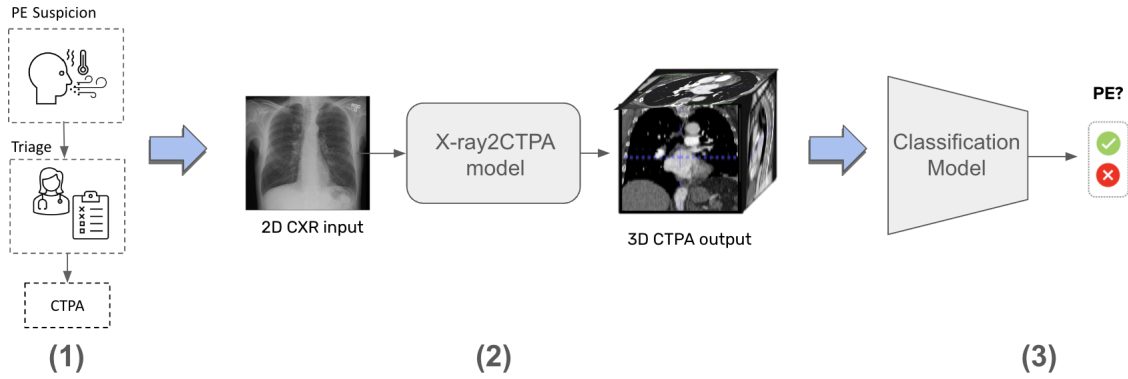 PE Suspicion
Triage
CTPA
(1)
2D CXR input
X-ray2CTPA
model
3D CTPA output
(2)
Classification
Model
PE?
(3)